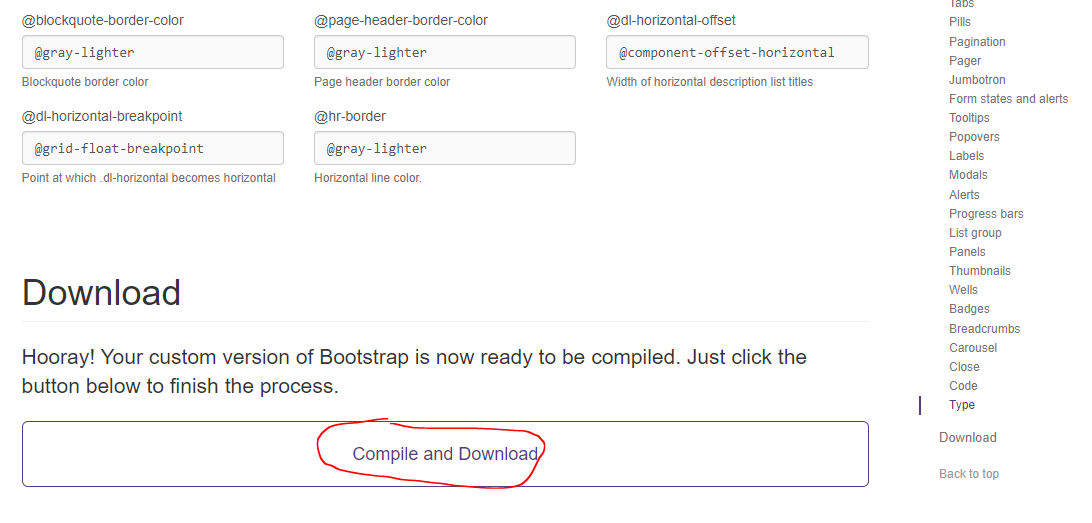 @blockquote-border-color
@page-header-border-color
@dl-horizontal-offset
@gray-lighter
@gray-lighter
@component-offset-horizontal
Blockquote border color
Page header border color
Width of horizontal description list titles
@dl-horizontal-breakpoint
@hr-border
@grid-float-breakpoint
@gray-lighter
Point at which .dl-horizontal becomes horizontal
Horizontal line color.
Download
Hooray! Your custom version of Bootstrap is now ready to be compiled. Just click the
button below to finish the process.
Compile and Download
Tabs
Pills
Pagination
Pager
Jumbotron
Form states and alerts
Tooltips
Popovers
Labels
Modals
Alerts
Progress bars
List group
Panels
Thumbnails
Wells
Badges
Breadcrumbs
Carousel
Close
Code
Type
Download
Back to top